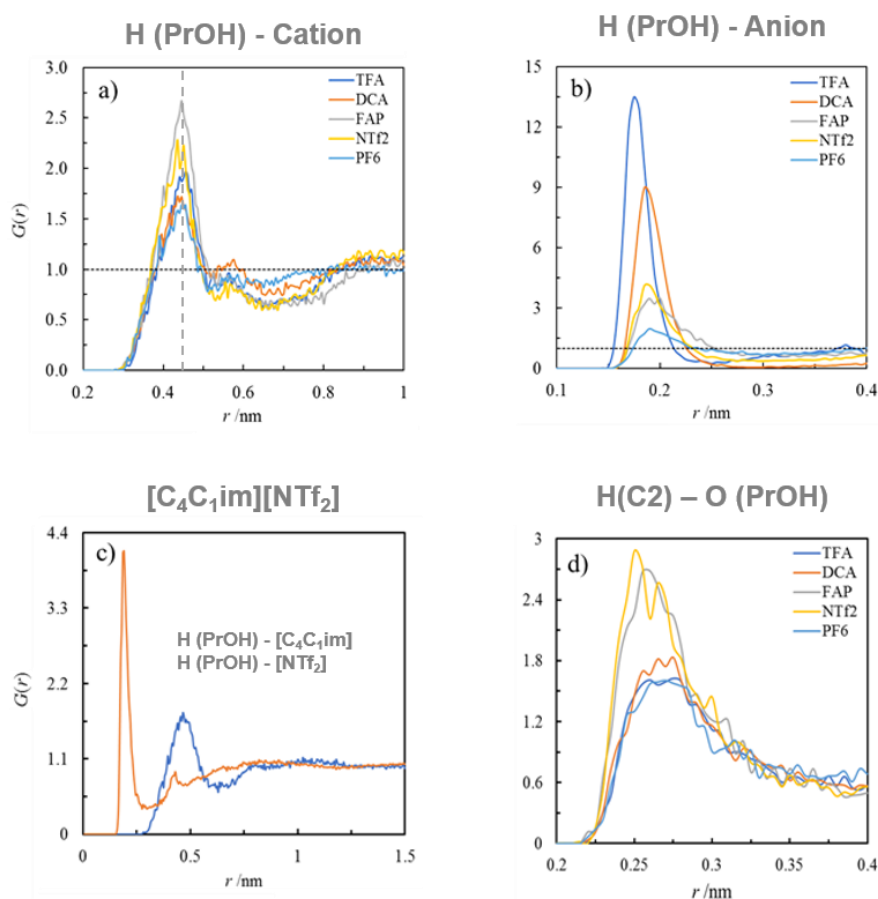 H (PrOH) - Cation
a)
TFA
DCA
FAP
NTf2
PF6
3.0
2.5
2.0
1.5
1.0
0.5
0.0
G(r)
0.2 0.4 0.6 0.8 1
r /nm
H (PrOH) - Anion
b)
TFA
DCA
FAP
NTf2
PF6
15
12
9
6
3
0
0.1 0.2 0.3 0.4
r /nm
[C₄C₁im][NTf₂]
c)
4.4
3.3
2.2
1.1
0
G(r)
H (PrOH) - [C₄C₁im]
H (PrOH) - [NTf₂]
0 0.5 1 1.5
r /nm
H(C2) – O (PrOH)
d)
TFA
DCA
FAP
NTf2
PF6
3
2.4
1.8
1.2
0.6
0
0.2 0.25 0.3 0.35 0.4
r /nm